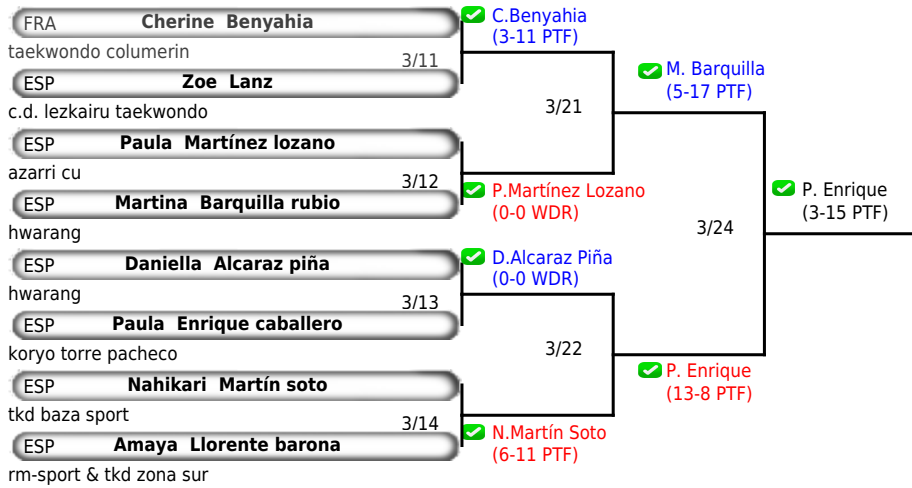 FRA Cherine Benyahia
taekwondo columerin
3/11
ESP Zoe Lanz
c.d. lezkairu taekwondo
ESP Paula Martínez lozano
azarri cu
3/12
ESP Martina Barquilla rubio
hwarang
ESP Daniella Alcaraz piña
hwarang
3/13
ESP Paula Enrique caballero
koryo torre pacheco
ESP Nahikari Martín soto
tkd baza sport
3/14
ESP Amaya Llorente barona
rm-sport & tkd zona sur
C.Benyahia
(3-11 PTF)
3/21
P.Martínez Lozano
(0-0 WDR)
D.Alcaraz Piña
(0-0 WDR)
3/22
N.Martín Soto
(6-11 PTF)
M. Barquilla
(5-17 PTF)
3/24
P. Enrique
(13-8 PTF)
P. Enrique
(3-15 PTF)